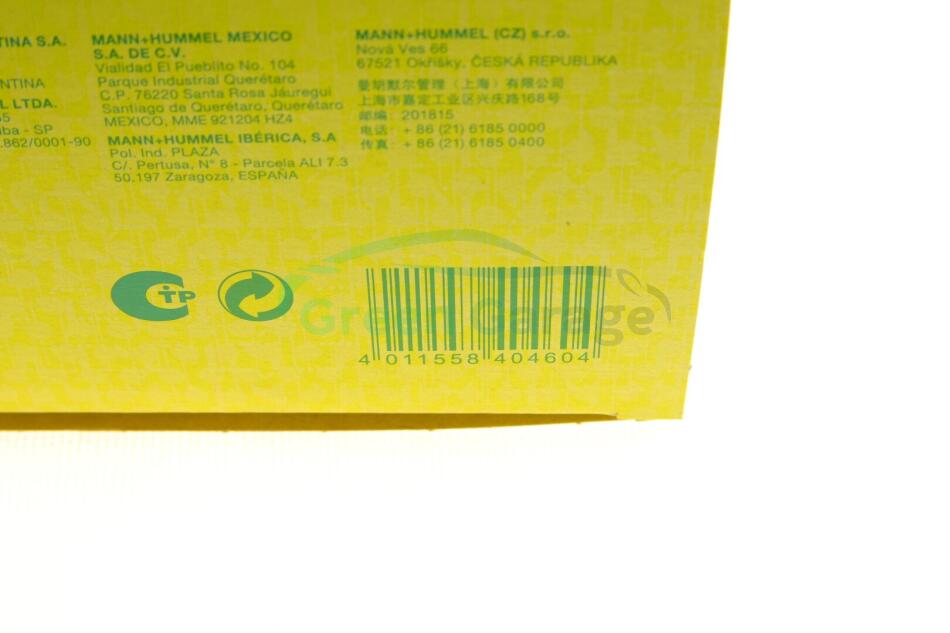 TINA S.A.
NTINA
L LTDA.
55
iba - SP
.862/0001-90
MANN+HUMMEL MEXICO
S.A. DE C.V.
Vialidad El Pueblito No. 104
Parque Industrial Querétaro
C.P. 76220 Santa Rosa Jáuregui
Santiago de Querétaro, Querétaro
MEXICO, MME 921204 HZ4
MANN+HUMMEL IBÉRICA, S.A
Pol. Ind. PLAZA
C/. Pertusa, N° 8 - Parcela ALI 7.3
50.197 Zaragoza, ESPAÑA
MANN+HUMMEL (CZ) s.r.o.
Nová Ves 66
67521 Okříšky, ČESKÁ REPUBLIKA
曼胡默尔管理（上海）有限公司
上海市嘉定工业区兴庆路168号
邮编: 201815
电话: + 86 (21) 6185 0000
传真: + 86 (21) 6185 0400
TP
Green Garage
4 011558 404604